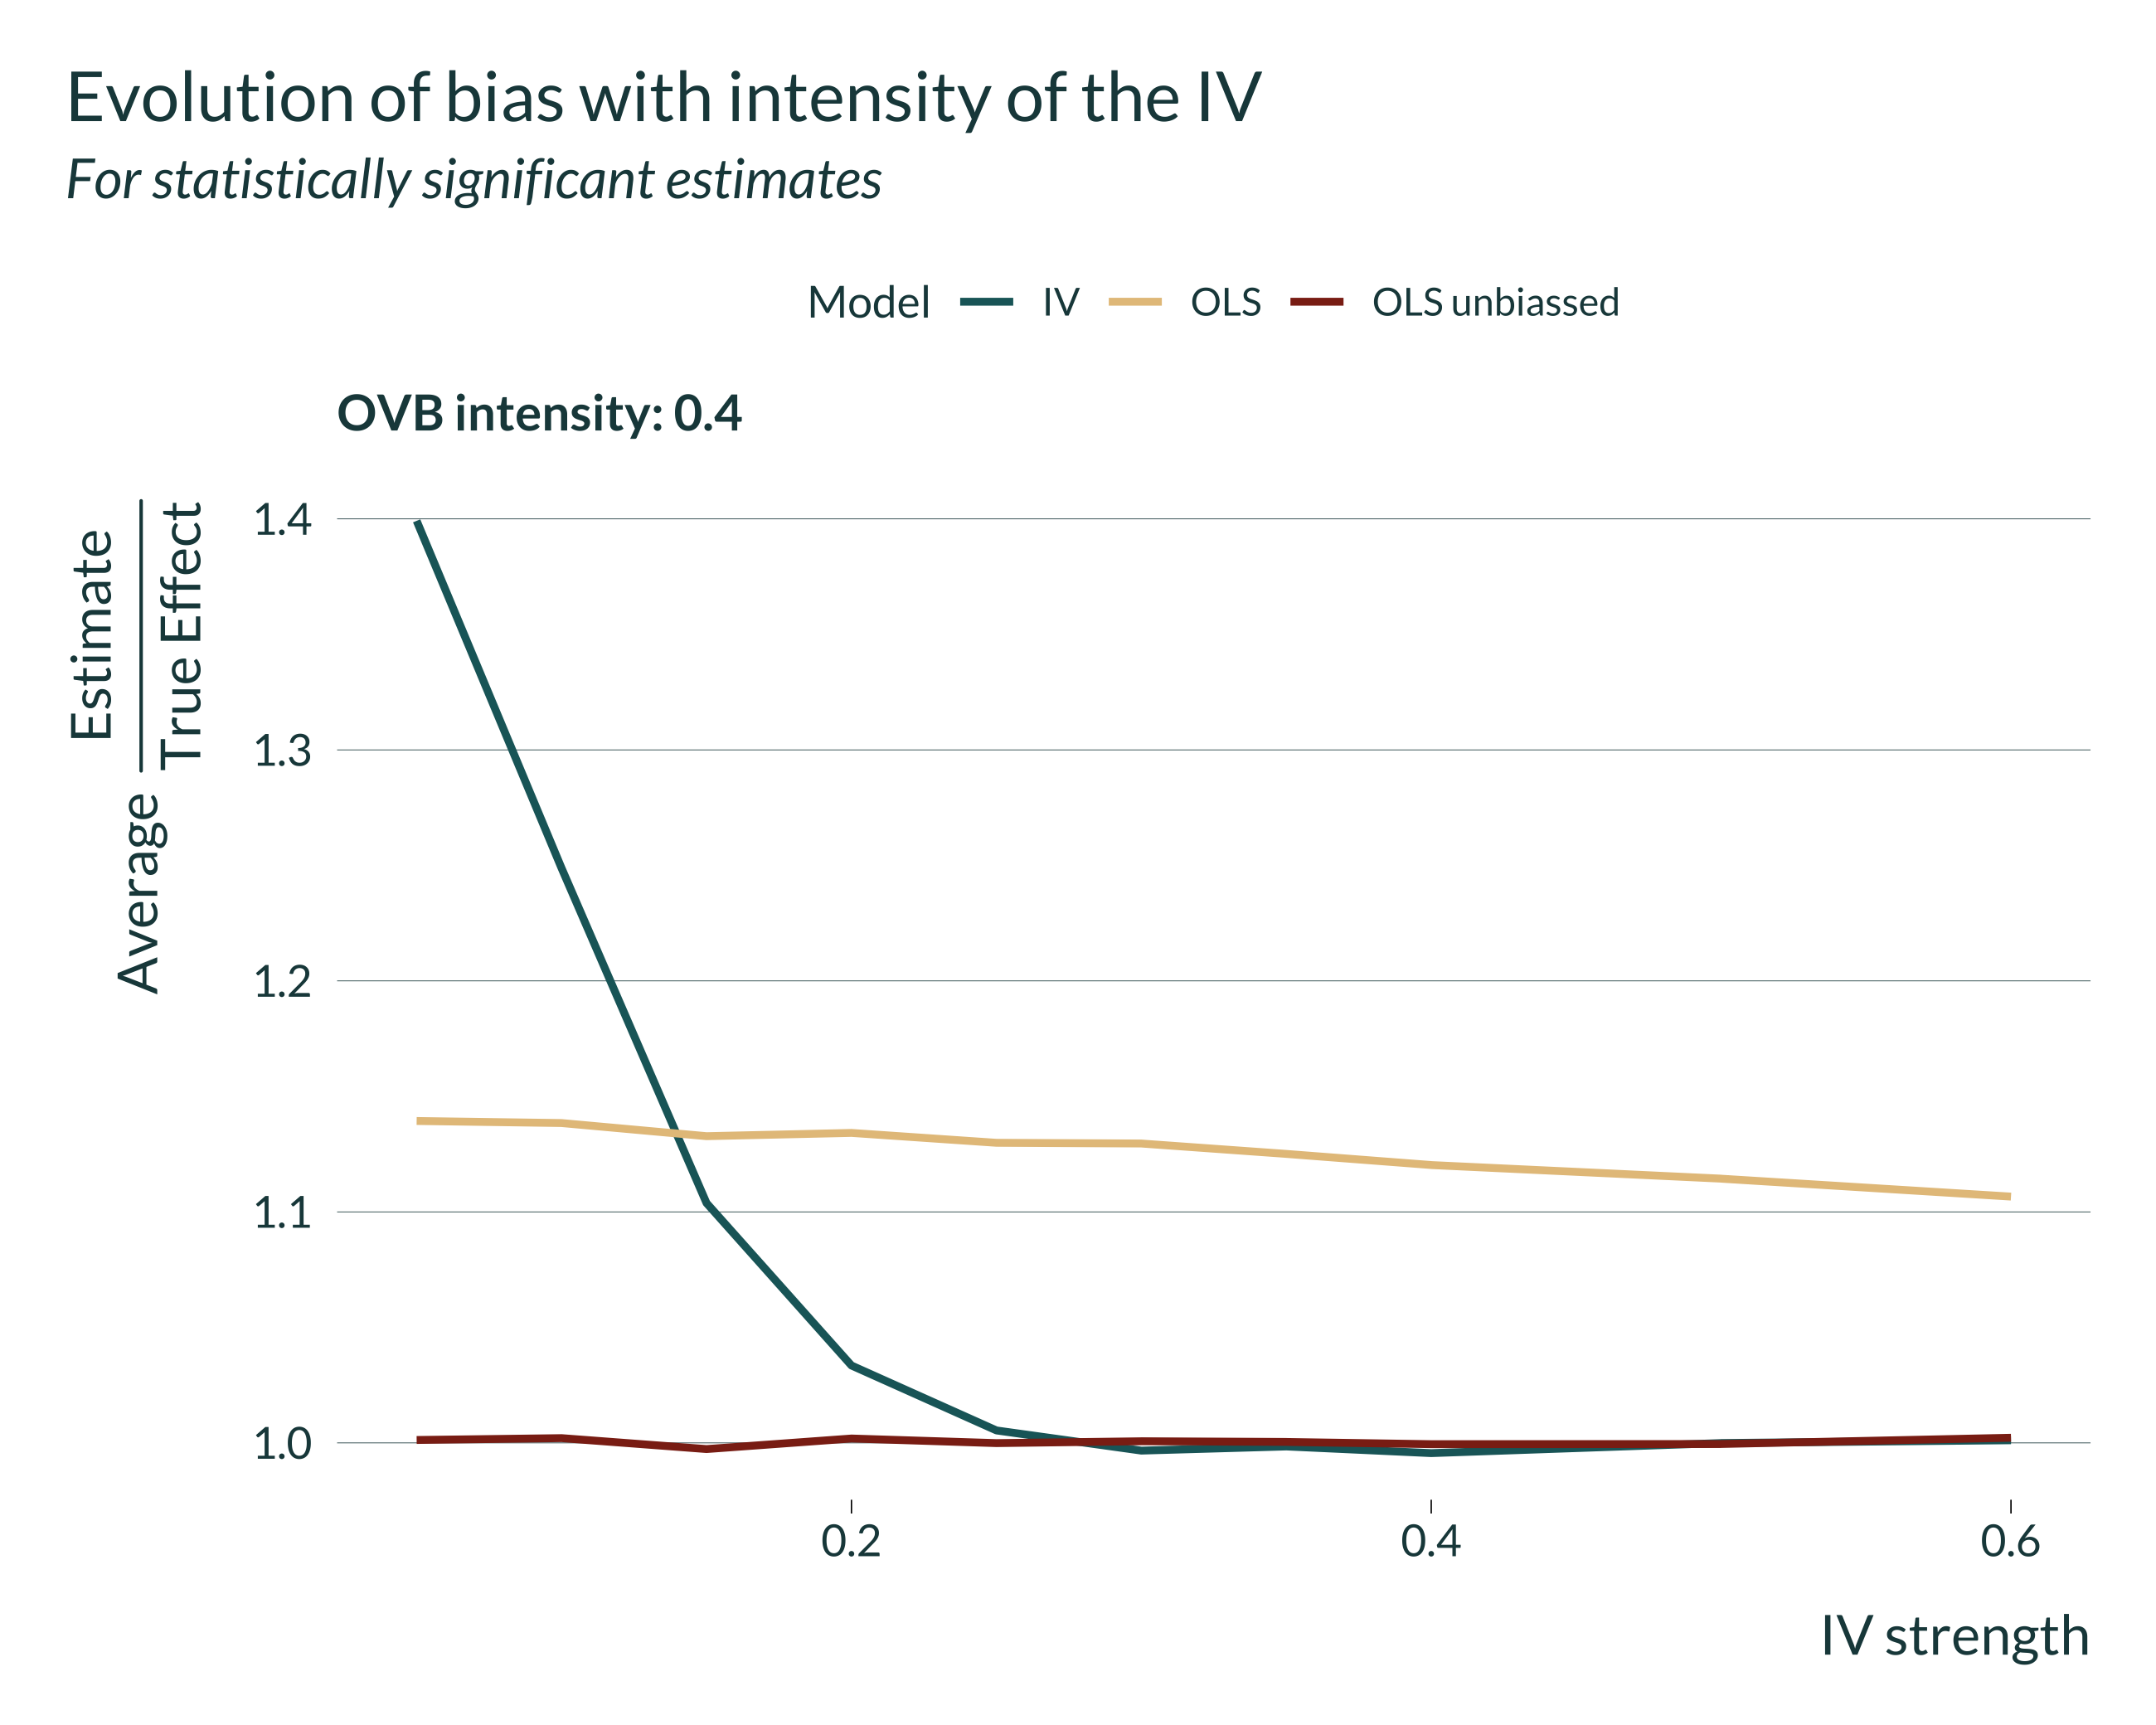 Evolution of bias with intensity of the IV
For statistically significant estimates
Model IV OLS OLS unbiased
OVB intensity: 0.4
Average Estimate
True Effect
1.4
1.3
1.2
1.1
1.0
0.2 0.4 0.6
IV strength